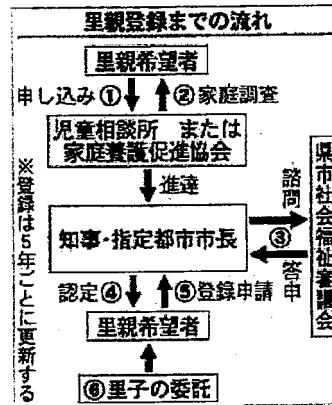 里親登録までの流れ
里親希望者
申し込み① ②家庭調査
児童相談所 または
家庭養護促進協会
進達
諮問
知事・指定都市市長
③
答申
県市社会福祉審議会
認定④ ⑤登録申請
里親希望者
⑥里子の委託
※登録は5年ごとに更新する